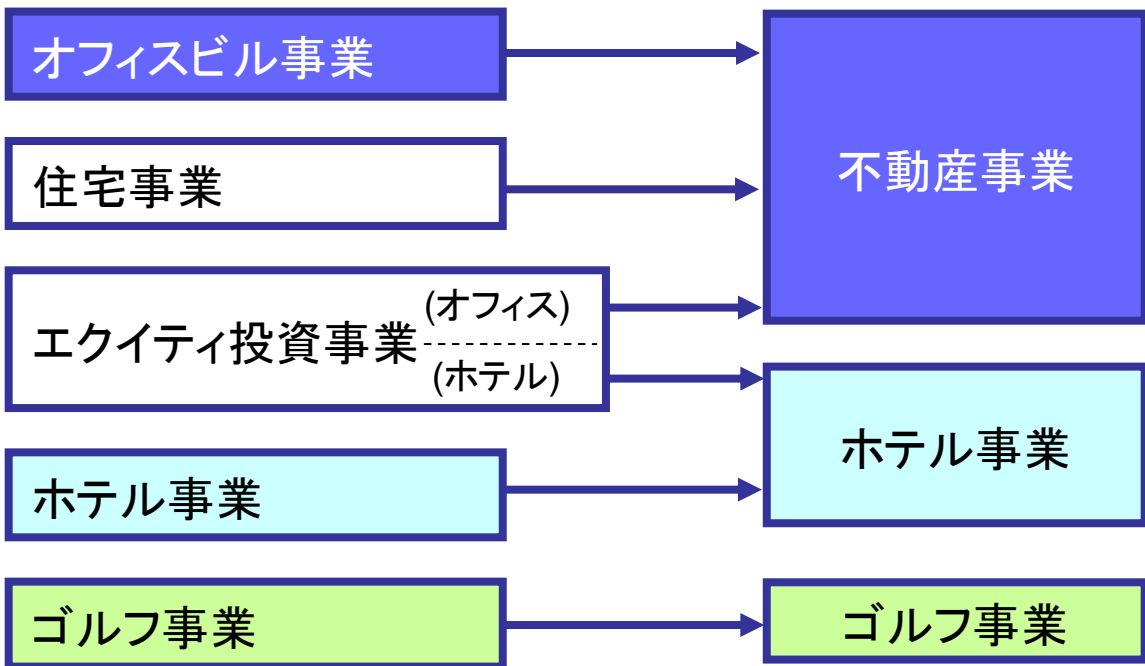 オフィスビル事業
住宅事業
エクイティ投資事業
(オフィス)
(ホテル)
ホテル事業
ゴルフ事業
不動産事業
ホテル事業
ゴルフ事業